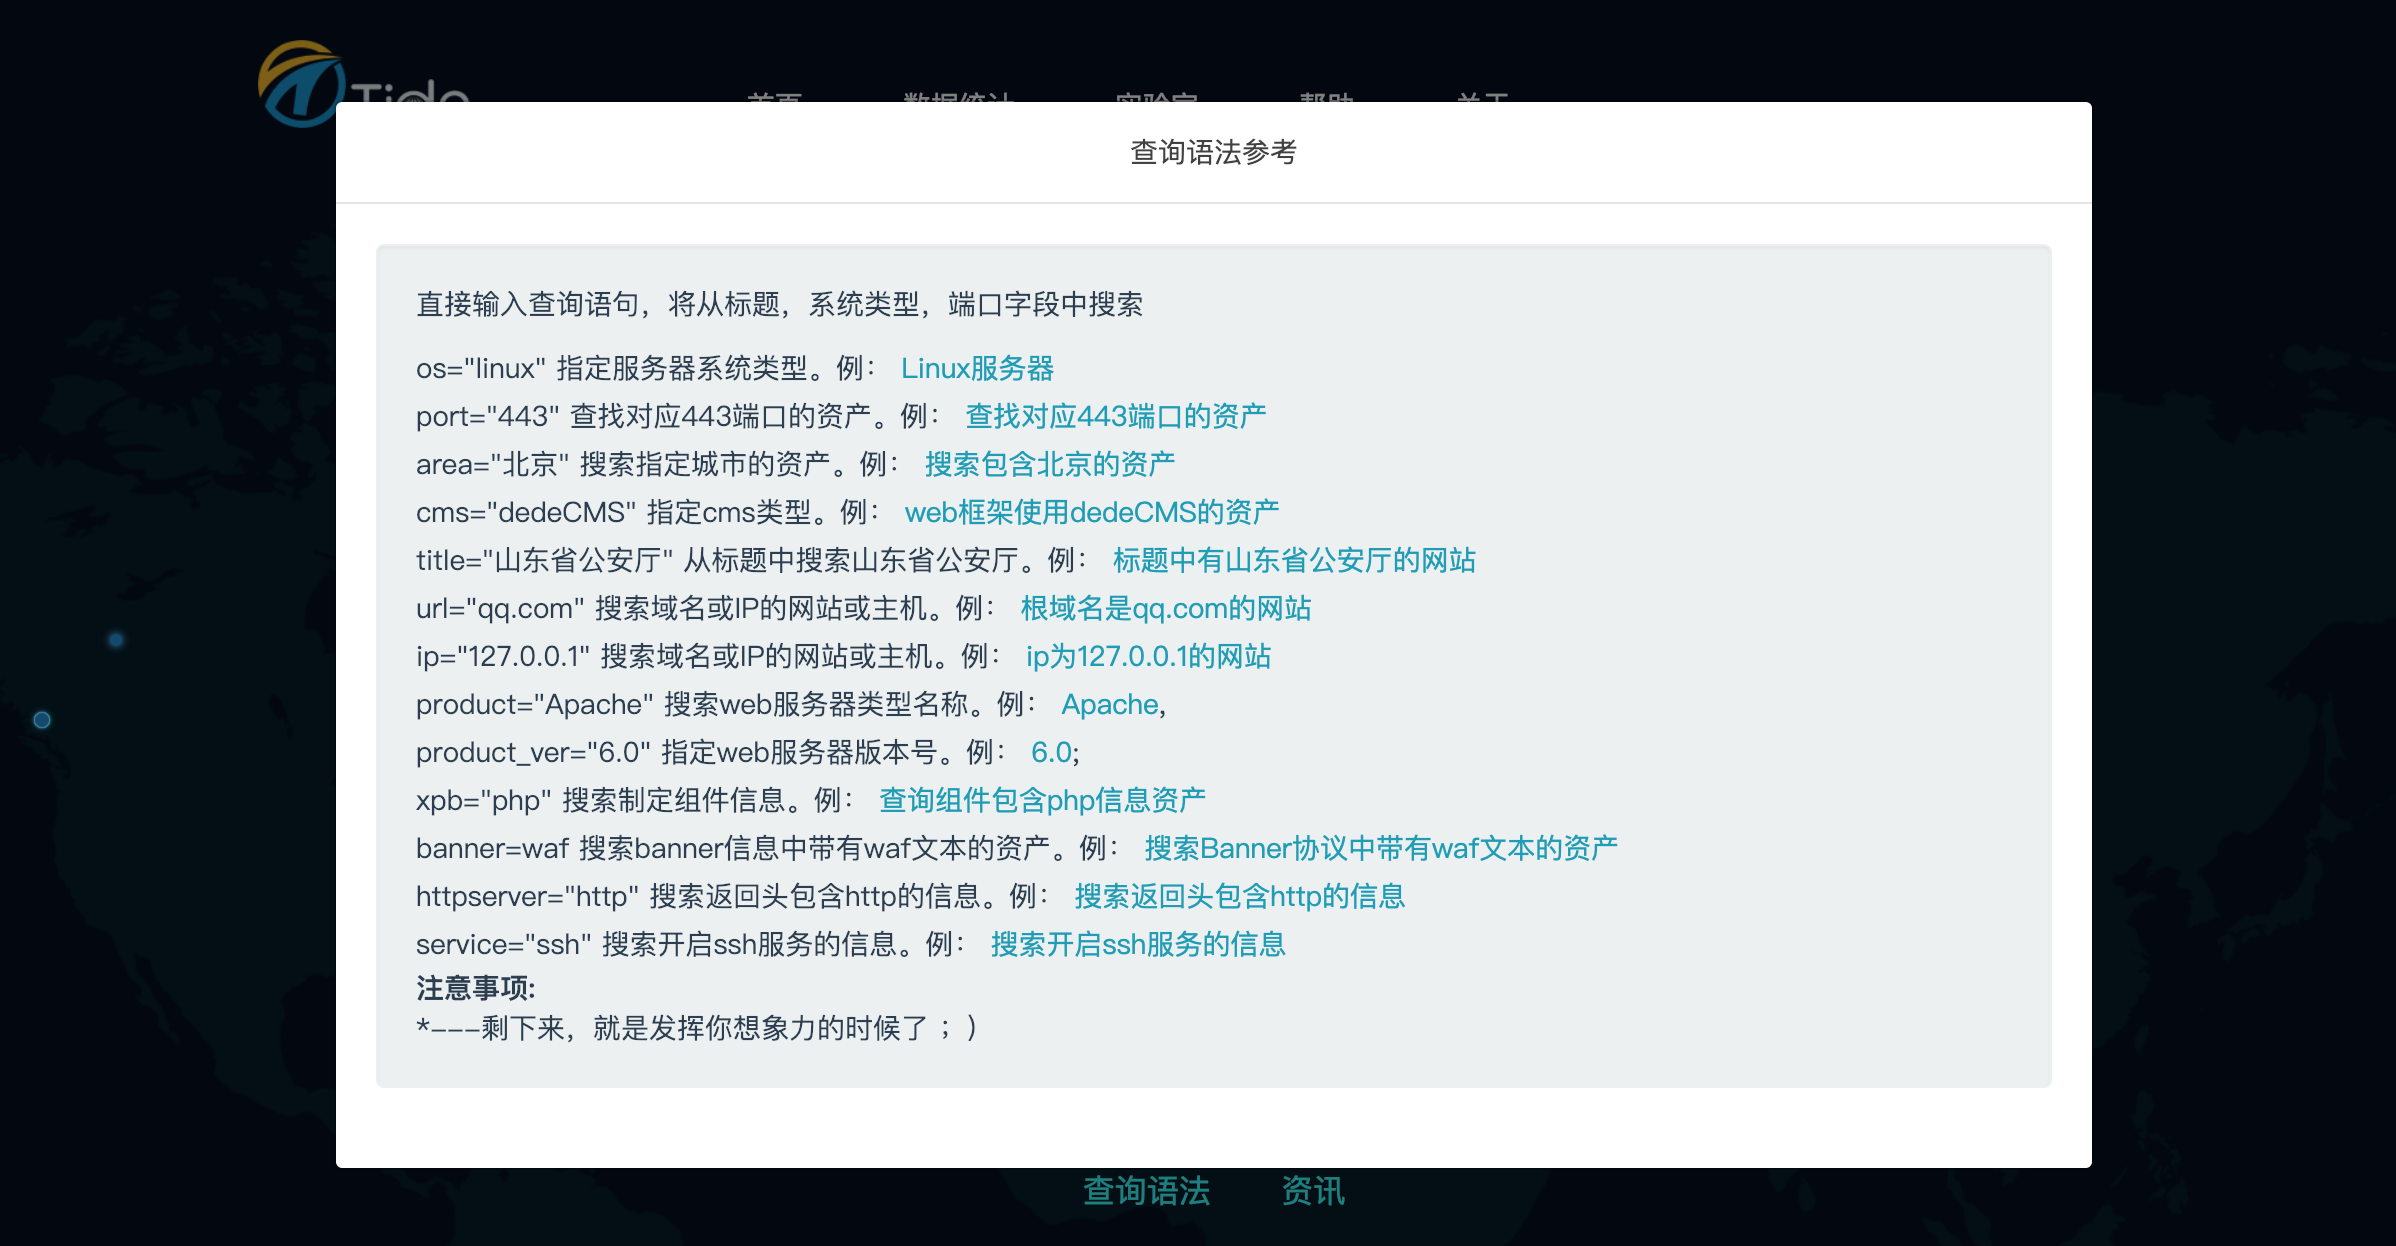 Tide
首页 数据统计 实验室 帮助 关于
查询语法参考
直接输入查询语句，将从标题，系统类型，端口字段中搜索
os="linux" 指定服务器系统类型。例： Linux服务器
port="443" 查找对应443端口的资产。例： 查找对应443端口的资产
area="北京" 搜索指定城市的资产。例： 搜索包含北京的资产
cms="dedeCMS" 指定cms类型。例： web框架使用dedeCMS的资产
title="山东省公安厅" 从标题中搜索山东省公安厅。例： 标题中有山东省公安厅的网站
url="qq.com" 搜索域名或IP的网站或主机。例： 根域名是qq.com的网站
ip="127.0.0.1" 搜索域名或IP的网站或主机。例： ip为127.0.0.1的网站
product="Apache" 搜索web服务器类型名称。例： Apache,
product_ver="6.0" 指定web服务器版本号。例： 6.0;
xpb="php" 搜索制定组件信息。例： 查询组件包含php信息资产
banner=waf 搜索banner信息中带有waf文本的资产。例： 搜索Banner协议中带有waf文本的资产
httpserver="http" 搜索返回头包含http的信息。例： 搜索返回头包含http的信息
service="ssh" 搜索开启ssh服务的信息。例： 搜索开启ssh服务的信息
注意事项:
*---剩下来，就是发挥你想象力的时候了 ；）
查询语法 资讯